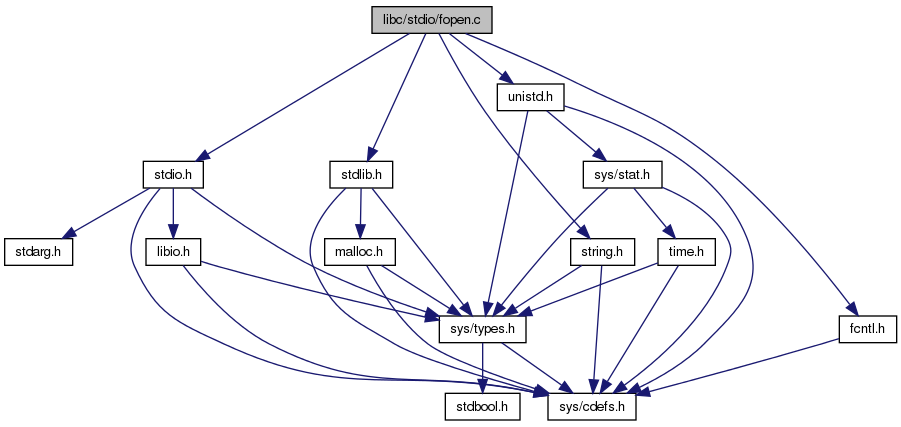 libc/stdio/fopen.c
unistd.h
stdio.h
stdlib.h
sys/stat.h
stdarg.h
libio.h
malloc.h
string.h
time.h
sys/types.h
fcntl.h
stdbool.h
sys/cdefs.h